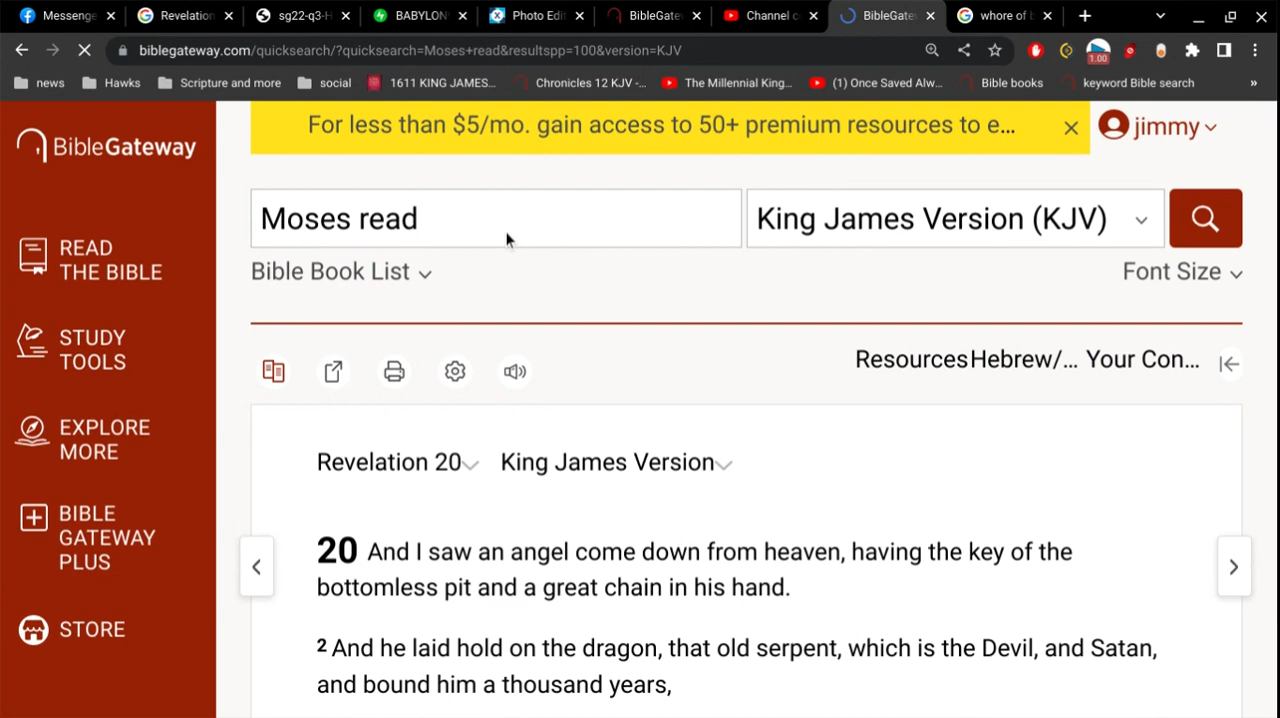 Messenge
Revelation
sg22-q3-H
BABYLON
Photo Edi
BibleGate
Channel c
BibleGate
whore of b
biblegateway.com/quicksearch/?quicksearch=Moses+read&resultspp=100&version=KJV
1.00
news
Hawks
Scripture and more
social
1611 KING JAMES...
Chronicles 12 KJV -...
The Millennial King...
(1) Once Saved Alw...
Bible books
keyword Bible search
»
BibleGateway
For less than $5/mo. gain access to 50+ premium resources to e...
jimmy
Moses read
King James Version (KJV)
Bible Book List
Font Size
READ
THE BIBLE
STUDY
TOOLS
EXPLORE
MORE
BIBLE
GATEWAY
PLUS
STORE
Resources
Hebrew/...
Your Con...
Revelation 20
King James Version
20 And I saw an angel come down from heaven, having the key of the
bottomless pit and a great chain in his hand.
2 And he laid hold on the dragon, that old serpent, which is the Devil, and Satan,
and bound him a thousand years,